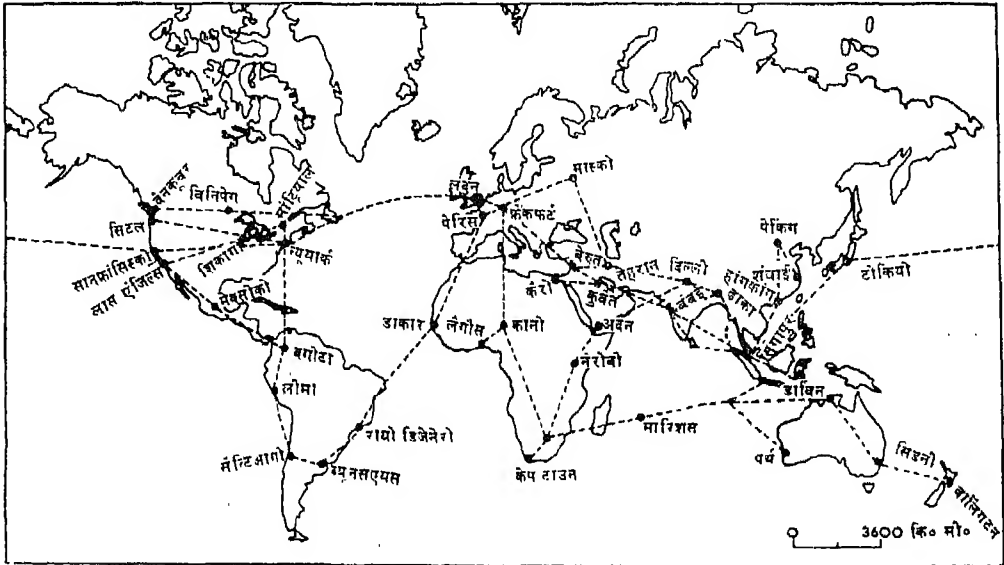 वैनकूवर
विनिपेग
मांट्रियाल
सिटल
शिकागो
न्यूयार्क
सानफ्रांसिस्को
लास एंजिल्स
मेक्सीको
बगोटा
लीमा
सैन्टिआगो
रायो डिजेनेरो
ब्यूनसएयस
लंदन
पेरिस
फ्रैंकफर्ट
मास्को
बेरूत
तेहरान
कैरो
कुवैत
दिल्ली
बंबई
ढाका
हांगकांग
शंघाई
पेकिंग
टोकियो
सिंगापुर
डाकार
लैगौस
कानो
अदन
नैरोबी
केप टाउन
मारिशस
डार्विन
पर्थ
सिडनी
वालिंगटन
3600 कि० मी०